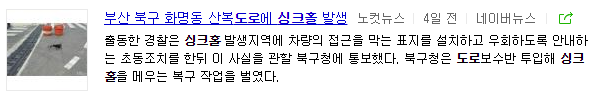 부산 북구 화명동 산복도로에 싱크홀 발생 노컷뉴스 | 4일 전 | 네이버뉴스 |
출동한 경찰은 싱크홀 발생지역에 차량의 접근을 막는 표지를 설치하고 우회하도록 안내하
는 초동조치를 한뒤 이 사실을 관할 북구청에 통보했다. 북구청은 도로보수반 투입해 싱크
홀을 메우는 복구 작업을 벌였다.